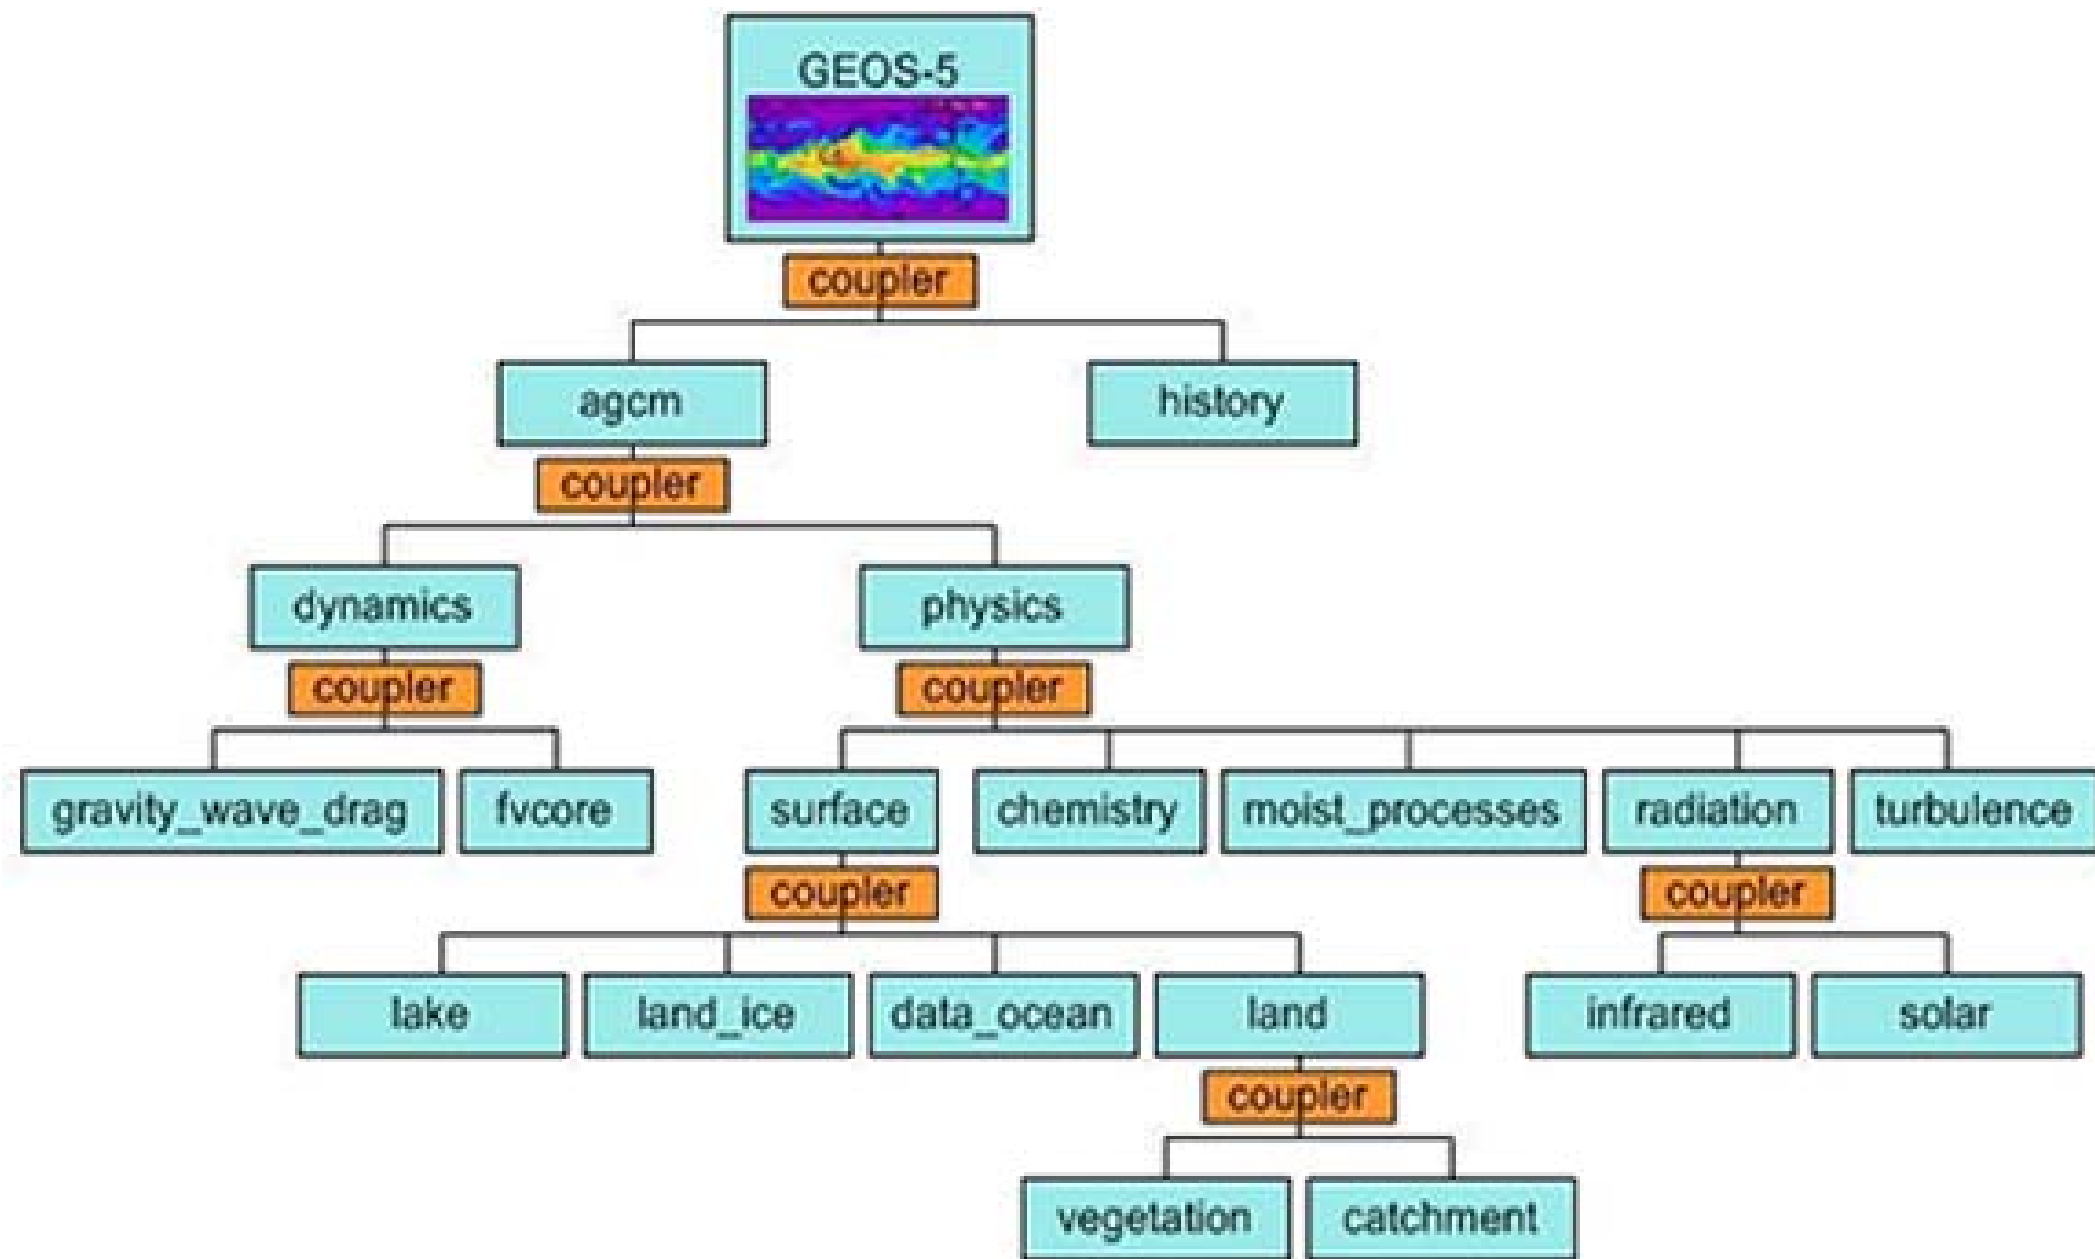 GEOS-5
coupler
agcm
history
coupler
dynamics
physics
coupler
coupler
gravity_wave_drag
fvcore
surface
chemistry
moist_processes
radiation
turbulence
coupler
coupler
lake
land_ice
data_ocean
land
infrared
solar
coupler
vegetation
catchment